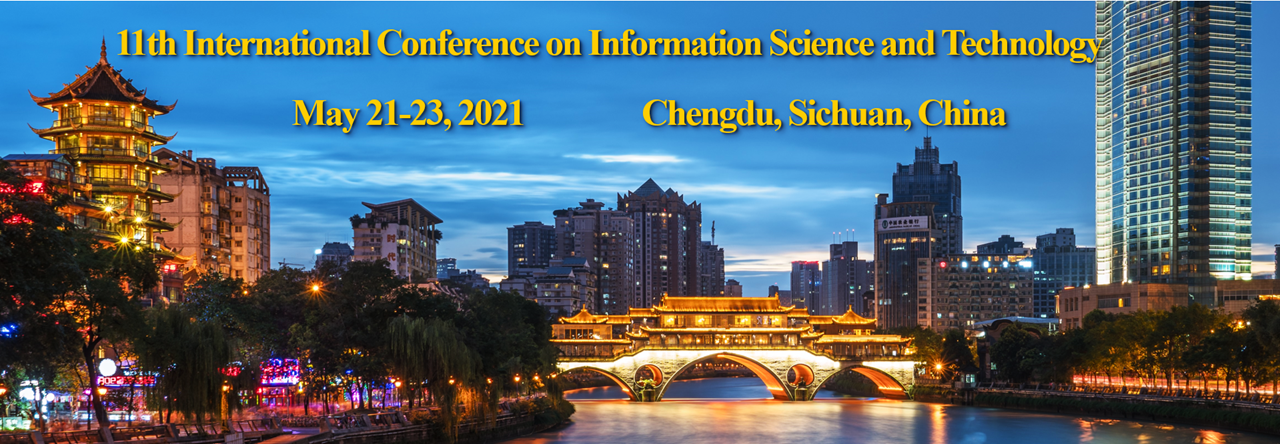 11th International Conference on Information Science and Technology
May 21-23, 2021
Chengdu, Sichuan, China